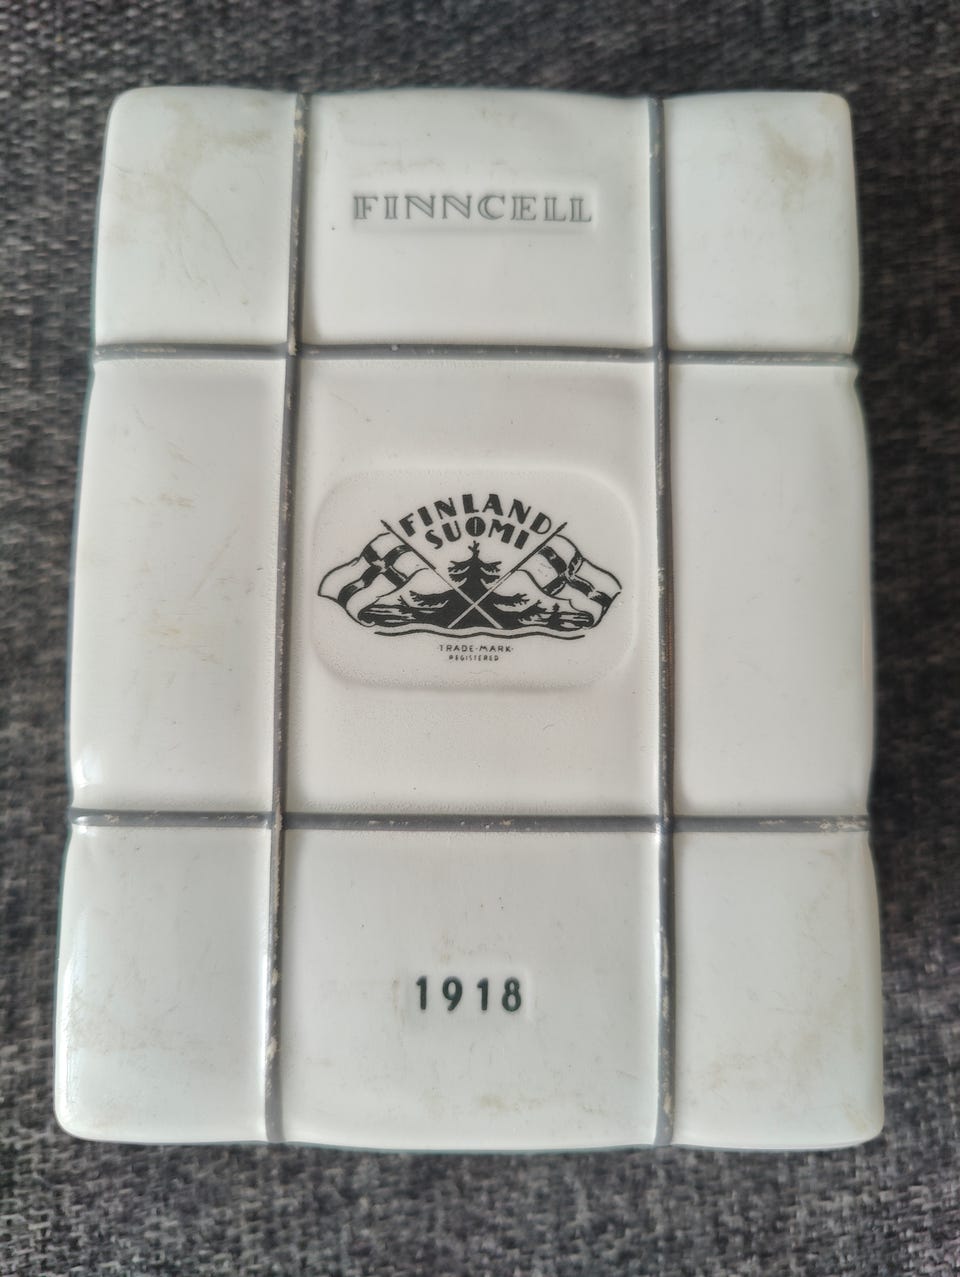 FINNCELL
FINLAND
SUOMI
TRADE·MARK·
REGISTERED
1918